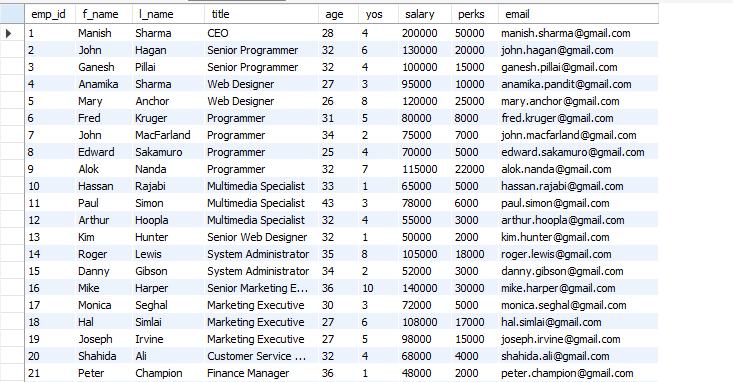 emp_id f_name l_name title age yos salary perks email
1 Manish Sharma CEO 28 4 200000 50000 manish.sharma@gmail.com
2 John Hagan Senior Programmer 32 6 130000 20000 john.hagan@gmail.com
3 Ganesh Pillai Senior Programmer 32 4 100000 15000 ganesh.pillai@gmail.com
4 Anamika Sharma Web Designer 27 3 95000 10000 anamika.pandit@gmail.com
5 Mary Anchor Web Designer 26 8 120000 25000 mary.anchor@gmail.com
6 Fred Kruger Programmer 31 5 80000 8000 fred.kruger@gmail.com
7 John MacFarland Programmer 34 2 75000 7000 john.macfarland@gmail.com
8 Edward Sakamuro Programmer 25 4 70000 5000 edward.sakamuro@gmail.com
9 Alok Nanda Programmer 32 7 115000 22000 alok.nanda@gmail.com
10 Hassan Rajabi Multimedia Specialist 33 1 65000 5000 hassan.rajabi@gmail.com
11 Paul Simon Multimedia Specialist 43 3 78000 6000 paul.simon@gmail.com
12 Arthur Hoopla Multimedia Specialist 32 4 55000 3000 arthur.hoopla@gmail.com
13 Kim Hunter Senior Web Designer 32 1 50000 2000 kim.hunter@gmail.com
14 Roger Lewis System Administrator 35 8 105000 18000 roger.lewis@gmail.com
15 Danny Gibson System Administrator 34 2 52000 3000 danny.gibson@gmail.com
16 Mike Harper Senior Marketing E... 36 10 140000 30000 mike.harper@gmail.com
17 Monica Seghal Marketing Executive 30 3 72000 5000 monica.seghal@gmail.com
18 Hal Simlai Marketing Executive 27 6 108000 17000 hal.simlai@gmail.com
19 Joseph Irvine Marketing Executive 27 5 98000 15000 joseph.irvine@gmail.com
20 Shahida Ali Customer Service ... 32 4 68000 4000 shahida.ali@gmail.com
21 Peter Champion Finance Manager 36 1 48000 2000 peter.champion@gmail.com